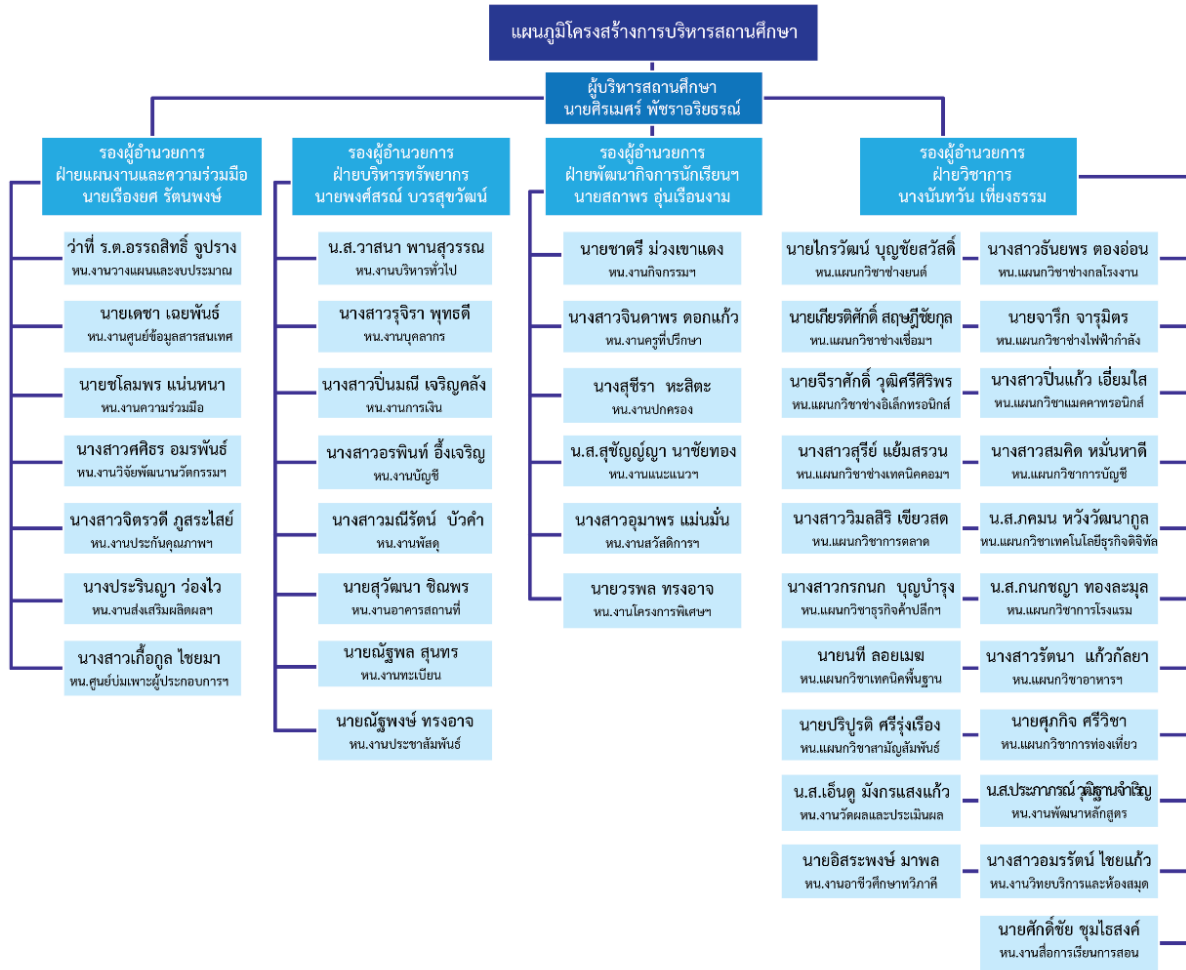 แผนภูมิโครงสร้างการบริหารสถานศึกษา
ผู้บริหารสถานศึกษา
นายศิรเมศร์ พัชราอริยธรณ์
รองผู้อำนวยการ
ฝ่ายแผนงานและความร่วมมือ
นายเรืองยศ รัตนพงษ์
ว่าที่ ร.ต.อรรถสิทธิ์ จูปราง
หน.งานวางแผนและงบประมาณ
นายเดชา เฉยพันธ์
หน.งานศูนย์ข้อมูลสารสนเทศ
นายชโลมพร แน่นหนา
หน.งานความร่วมมือ
นางสาวศศิธร อมรพันธ์
หน.งานวิจัยพัฒนานวัตกรรมฯ
นางสาวจิตรวดี ภูสระไสย์
หน.งานประกันคุณภาพฯ
นางประรินญา ว่องไว
หน.งานส่งเสริมผลิตผลฯ
นางสาวเกื้อกูล ไชยมา
หน.ศูนย์บ่มเพาะผู้ประกอบการฯ
รองผู้อำนวยการ
ฝ่ายบริหารทรัพยากร
นายพงศ์สรณ์ บวรสุขวัฒน์
น.ส.วาสนา พานสุวรรณ
หน.งานบริหารทั่วไป
นางสาวรุจิรา พุทธดี
หน.งานบุคลากร
นางสาวปิ่นมณี เจริญคลัง
หน.งานการเงิน
นางสาวอรพินท์ อึ้งเจริญ
หน.งานบัญชี
นางสาวมณีรัตน์ บัวคำ
หน.งานพัสดุ
นายสุวัฒนา ชิณพร
หน.งานอาคารสถานที่
นายณัฐพล สุนทร
หน.งานทะเบียน
นายณัฐพงษ์ ทรงอาจ
หน.งานประชาสัมพันธ์
รองผู้อำนวยการ
ฝ่ายพัฒนากิจการนักเรียนฯ
นายสถาพร อุ่นเรือนงาม
นายชาตรี ม่วงเขาแดง
หน.งานกิจกรรมฯ
นางสาวจินดาพร ดอกแก้ว
หน.งานครูที่ปรึกษา
นางสุชีรา หะสิตะ
หน.งานปกครอง
น.ส.สุชัญญ์ญา นาชัยทอง
หน.งานแนะแนวฯ
นางสาวอุมาพร แม่นมั่น
หน.งานสวัสดิการฯ
นายวรพล ทรงอาจ
หน.งานโครงการพิเศษฯ
รองผู้อำนวยการ
ฝ่ายวิชาการ
นางนันทวัน เที่ยงธรรม
นายไกรวัฒน์ บุญชัยสวัสดิ์
หน.แผนกวิชาช่างยนต์
นางสาวธันยพร ตองอ่อน
หน.แผนกวิชาช่างกลโรงงาน
นายเกียรติศักดิ์ สฤษฎีชัยกุล
หน.แผนกวิชาช่างเชื่อมฯ
นายจารึก จารุมิตร
หน.แผนกวิชาช่างไฟฟ้ากำลัง
นายจีราศักดิ์ วุฒิศรีศิริพร
หน.แผนกวิชาช่างอิเล็กทรอนิกส์
นางสาวปิ่นแก้ว เอี่ยมใส
หน.แผนกวิชาแมคคาทรอนิกส์
นางสาวสุรีย์ แย้มสรวน
หน.แผนกวิชาช่างเทคนิคคอมฯ
นางสาวสมคิด หมั่นหาดี
หน.แผนกวิชาการบัญชี
นางสาววิมลสิริ เขียวสด
หน.แผนกวิชาการตลาด
น.ส.ภคมน หวังวัฒนากูล
หน.แผนกวิชาเทคโนโลยีธุรกิจดิจิทัล
นางสาวกรกนก บุญบำรุง
หน.แผนกวิชาธุรกิจค้าปลีกฯ
น.ส.กนกชญา ทองละมุล
หน.แผนกวิชาการโรงแรม
นายนที ลอยเมฆ
หน.แผนกวิชาเทคนิคพื้นฐาน
นางสาวรัตนา แก้วกัลยา
หน.แผนกวิชาอาหารฯ
นายปริปูรติ ศรีรุ่งเรือง
หน.แผนกวิชาสามัญสัมพันธ์
นายศุภกิจ ศรีวิชา
หน.แผนกวิชาการท่องเที่ยว
น.ส.เอ็นดู มังกรแสงแก้ว
หน.งานวัดผลและประเมินผล
น.ส.ประภาภรณ์ วุฒิฐานจำเริญ
หน.งานพัฒนาหลักสูตร
นายอิสระพงษ์ มาพล
หน.งานอาชีวศึกษาทวิภาคี
นางสาวอมรรัตน์ ไชยแก้ว
หน.งานวิทยบริการและห้องสมุด
นายศักดิ์ชัย ชุมไธสงค์
หน.งานสื่อการเรียนการสอน